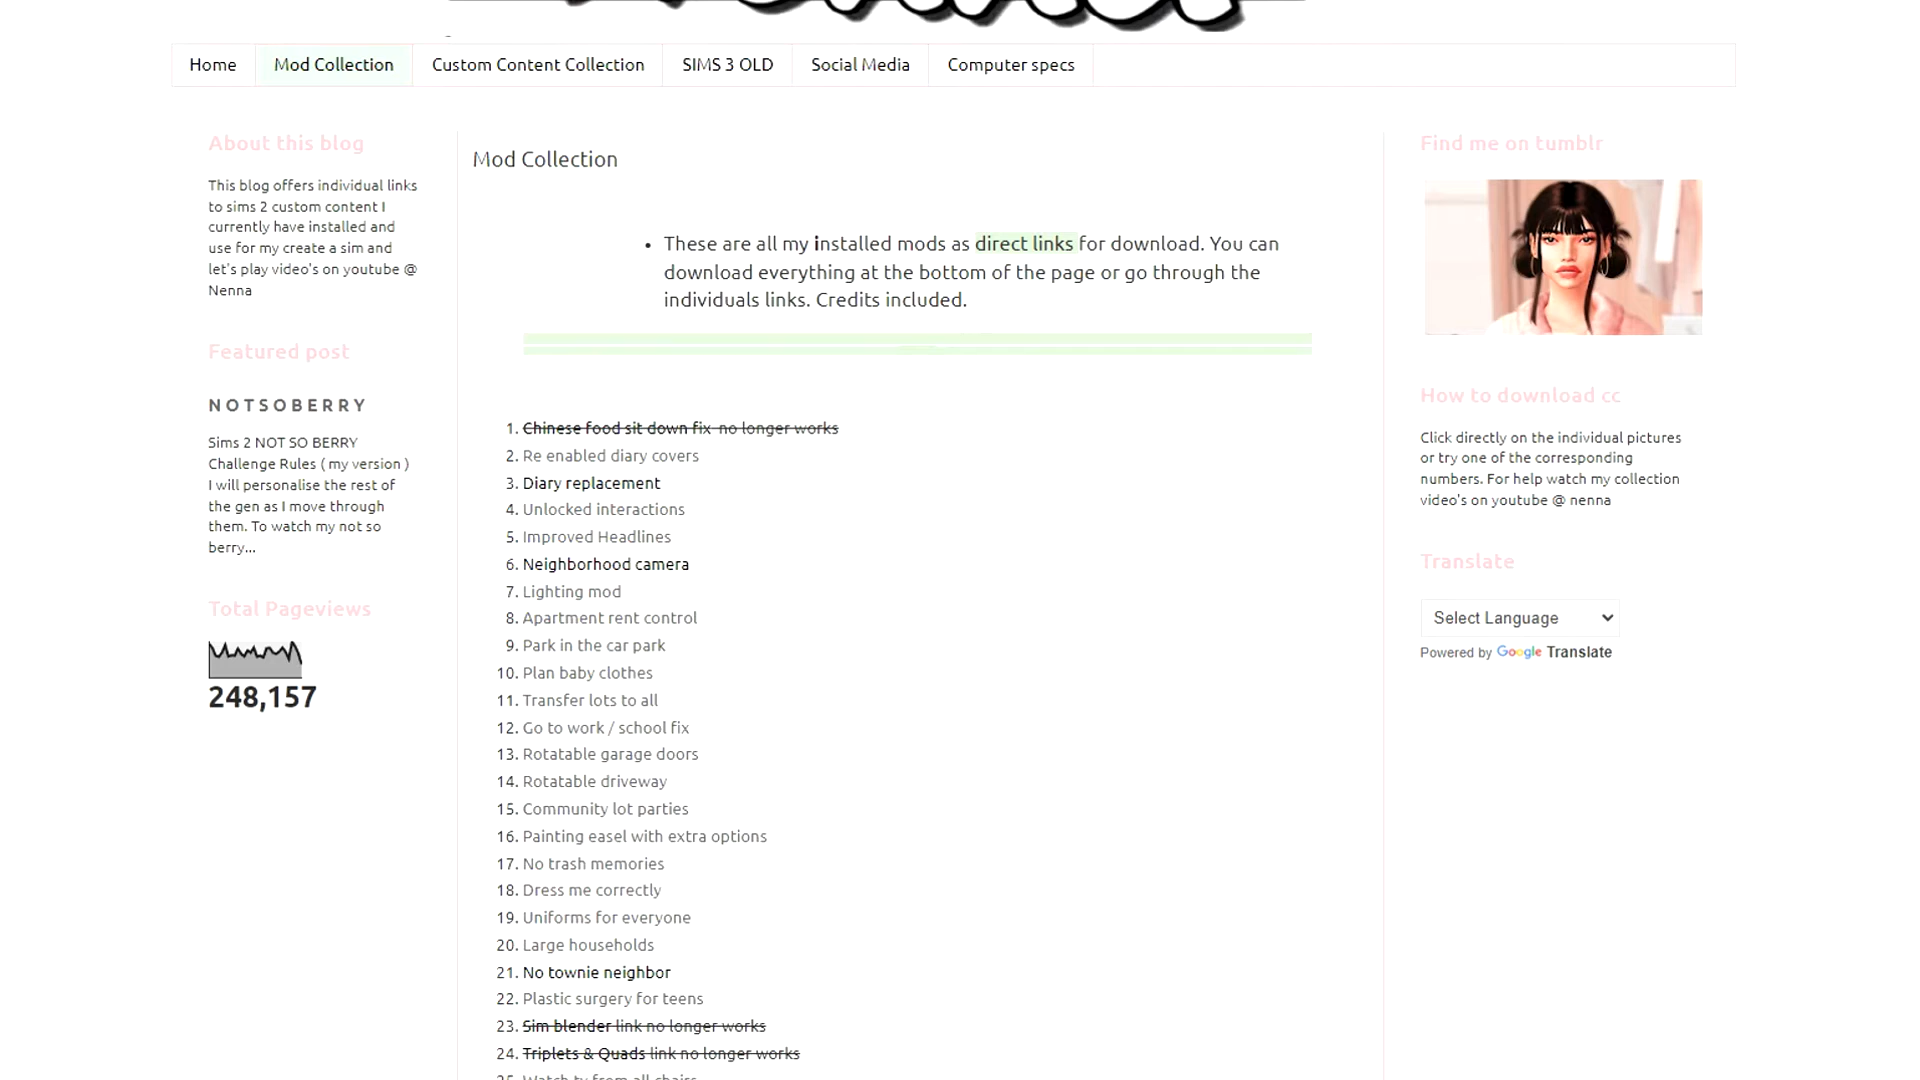 Home
Mod Collection
Custom Content Collection
SIMS 3 OLD
Social Media
Computer specs
About this blog
This blog offers individual links
to sims 2 custom content I
currently have installed and
use for my create a sim and
let's play video's on youtube @
Nenna
Featured post
N O T S O B E R R Y
Sims 2 NOT SO BERRY
Challenge Rules ( my version )
I will personalise the rest of
the gen as I move through
them. To watch my not so
berry...
Total Pageviews
248,157
Mod Collection
• These are all my installed mods as direct links for download. You can
download everything at the bottom of the page or go through the
individuals links. Credits included.
1. Chinese food sit down fix no longer works
2. Re enabled diary covers
3. Diary replacement
4. Unlocked interactions
5. Improved Headlines
6. Neighborhood camera
7. Lighting mod
8. Apartment rent control
9. Park in the car park
10. Plan baby clothes
11. Transfer lots to all
12. Go to work / school fix
13. Rotatable garage doors
14. Rotatable driveway
15. Community lot parties
16. Painting easel with extra options
17. No trash memories
18. Dress me correctly
19. Uniforms for everyone
20. Large households
21. No townie neighbor
22. Plastic surgery for teens
23. Sim blender link no longer works
24. Triplets & Quads link no longer works
25. Watch tv from all chairs
Find me on tumblr
How to download cc
Click directly on the individual pictures
or try one of the corresponding
numbers. For help watch my collection
video's on youtube @ nenna
Translate
Select Language
Powered by Google Translate